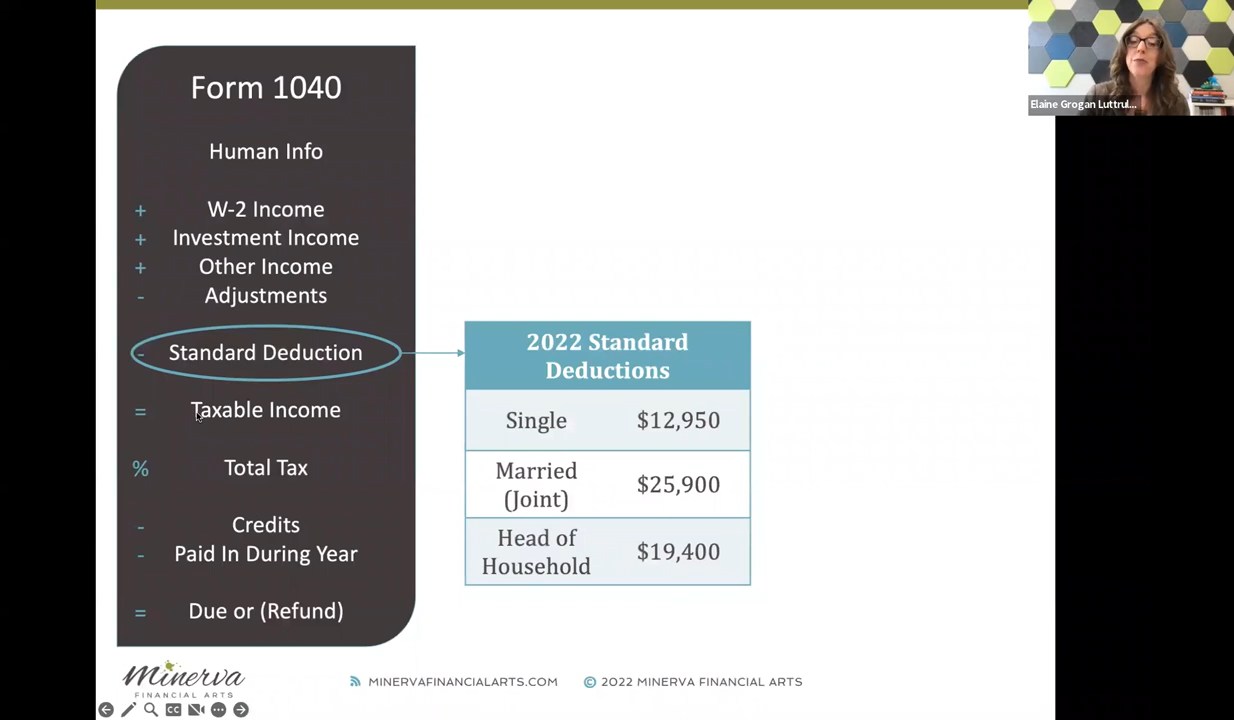 Form 1040
Human Info
+ W-2 Income
+ Investment Income
+ Other Income
- Adjustments
- Standard Deduction
= Taxable Income
% Total Tax
- Credits
- Paid In During Year
= Due or (Refund)
2022 Standard
Deductions
Single $12,950
Married
(Joint) $25,900
Head of
Household $19,400
Minerva
FINANCIAL ARTS
MINERVAFINANCIALARTS.COM © 2022 MINERVA FINANCIAL ARTS
CC
Elaine Grogan Luttrul...